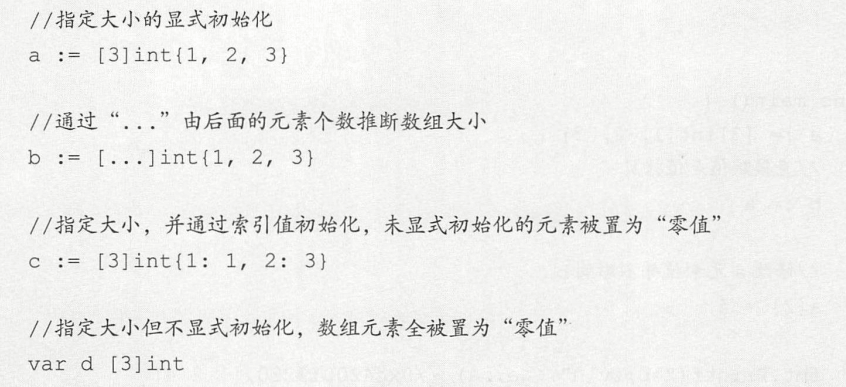 //指定大小的显式初始化
a := [3]int{1, 2, 3}
//通过“...”由后面的元素个数推断数组大小
b := [...]int{1, 2, 3}
//指定大小，并通过索引值初始化，未显式初始化的元素被置为“零值”
c := [3]int{1: 1, 2: 3}
//指定大小但不显式初始化，数组元素全被置为“零值”
var d [3]int